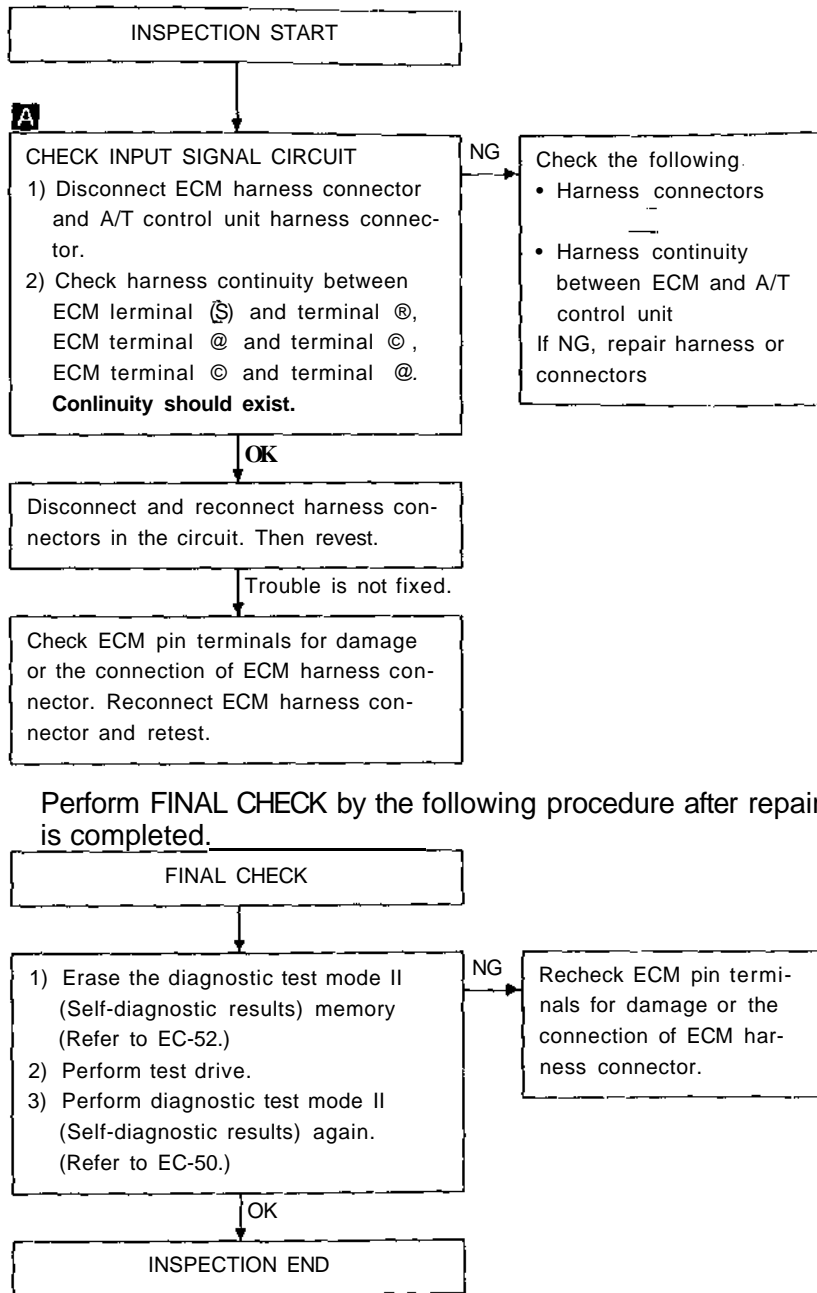 INSPECTION START
A
CHECK INPUT SIGNAL CIRCUIT
1) Disconnect ECM harness connector
and A/T control unit harness connec-
tor.
2) Check harness continuity between
ECM lerminal (S) and terminal ®,
ECM terminal @ and terminal ©,
ECM terminal © and terminal @.
Conlinuity should exist.
NG
Check the following.
• Harness connectors
• Harness continuity
between ECM and A/T
control unit
If NG, repair harness or
connectors
OK
Disconnect and reconnect harness con-
nectors in the circuit. Then revest.
Trouble is not fixed.
Check ECM pin terminals for damage
or the connection of ECM harness con-
nector. Reconnect ECM harness con-
nector and retest.
Perform FINAL CHECK by the following procedure after repair
is completed.
FINAL CHECK
1) Erase the diagnostic test mode II
(Self-diagnostic results) memory
(Refer to EC-52.)
2) Perform test drive.
3) Perform diagnostic test mode II
(Self-diagnostic results) again.
(Refer to EC-50.)
NG
Recheck ECM pin termi-
nals for damage or the
connection of ECM har-
ness connector.
OK
INSPECTION END